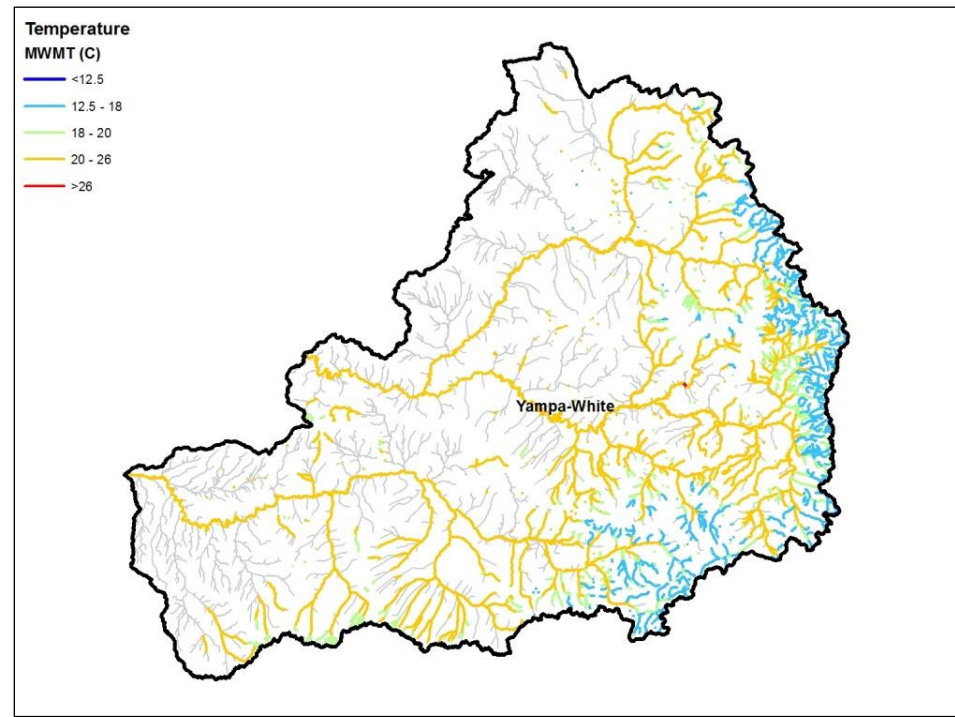 Temperature
MWMT (C)
<12.5
12.5 - 18
18 - 20
20 - 26
>26
Yampa-White